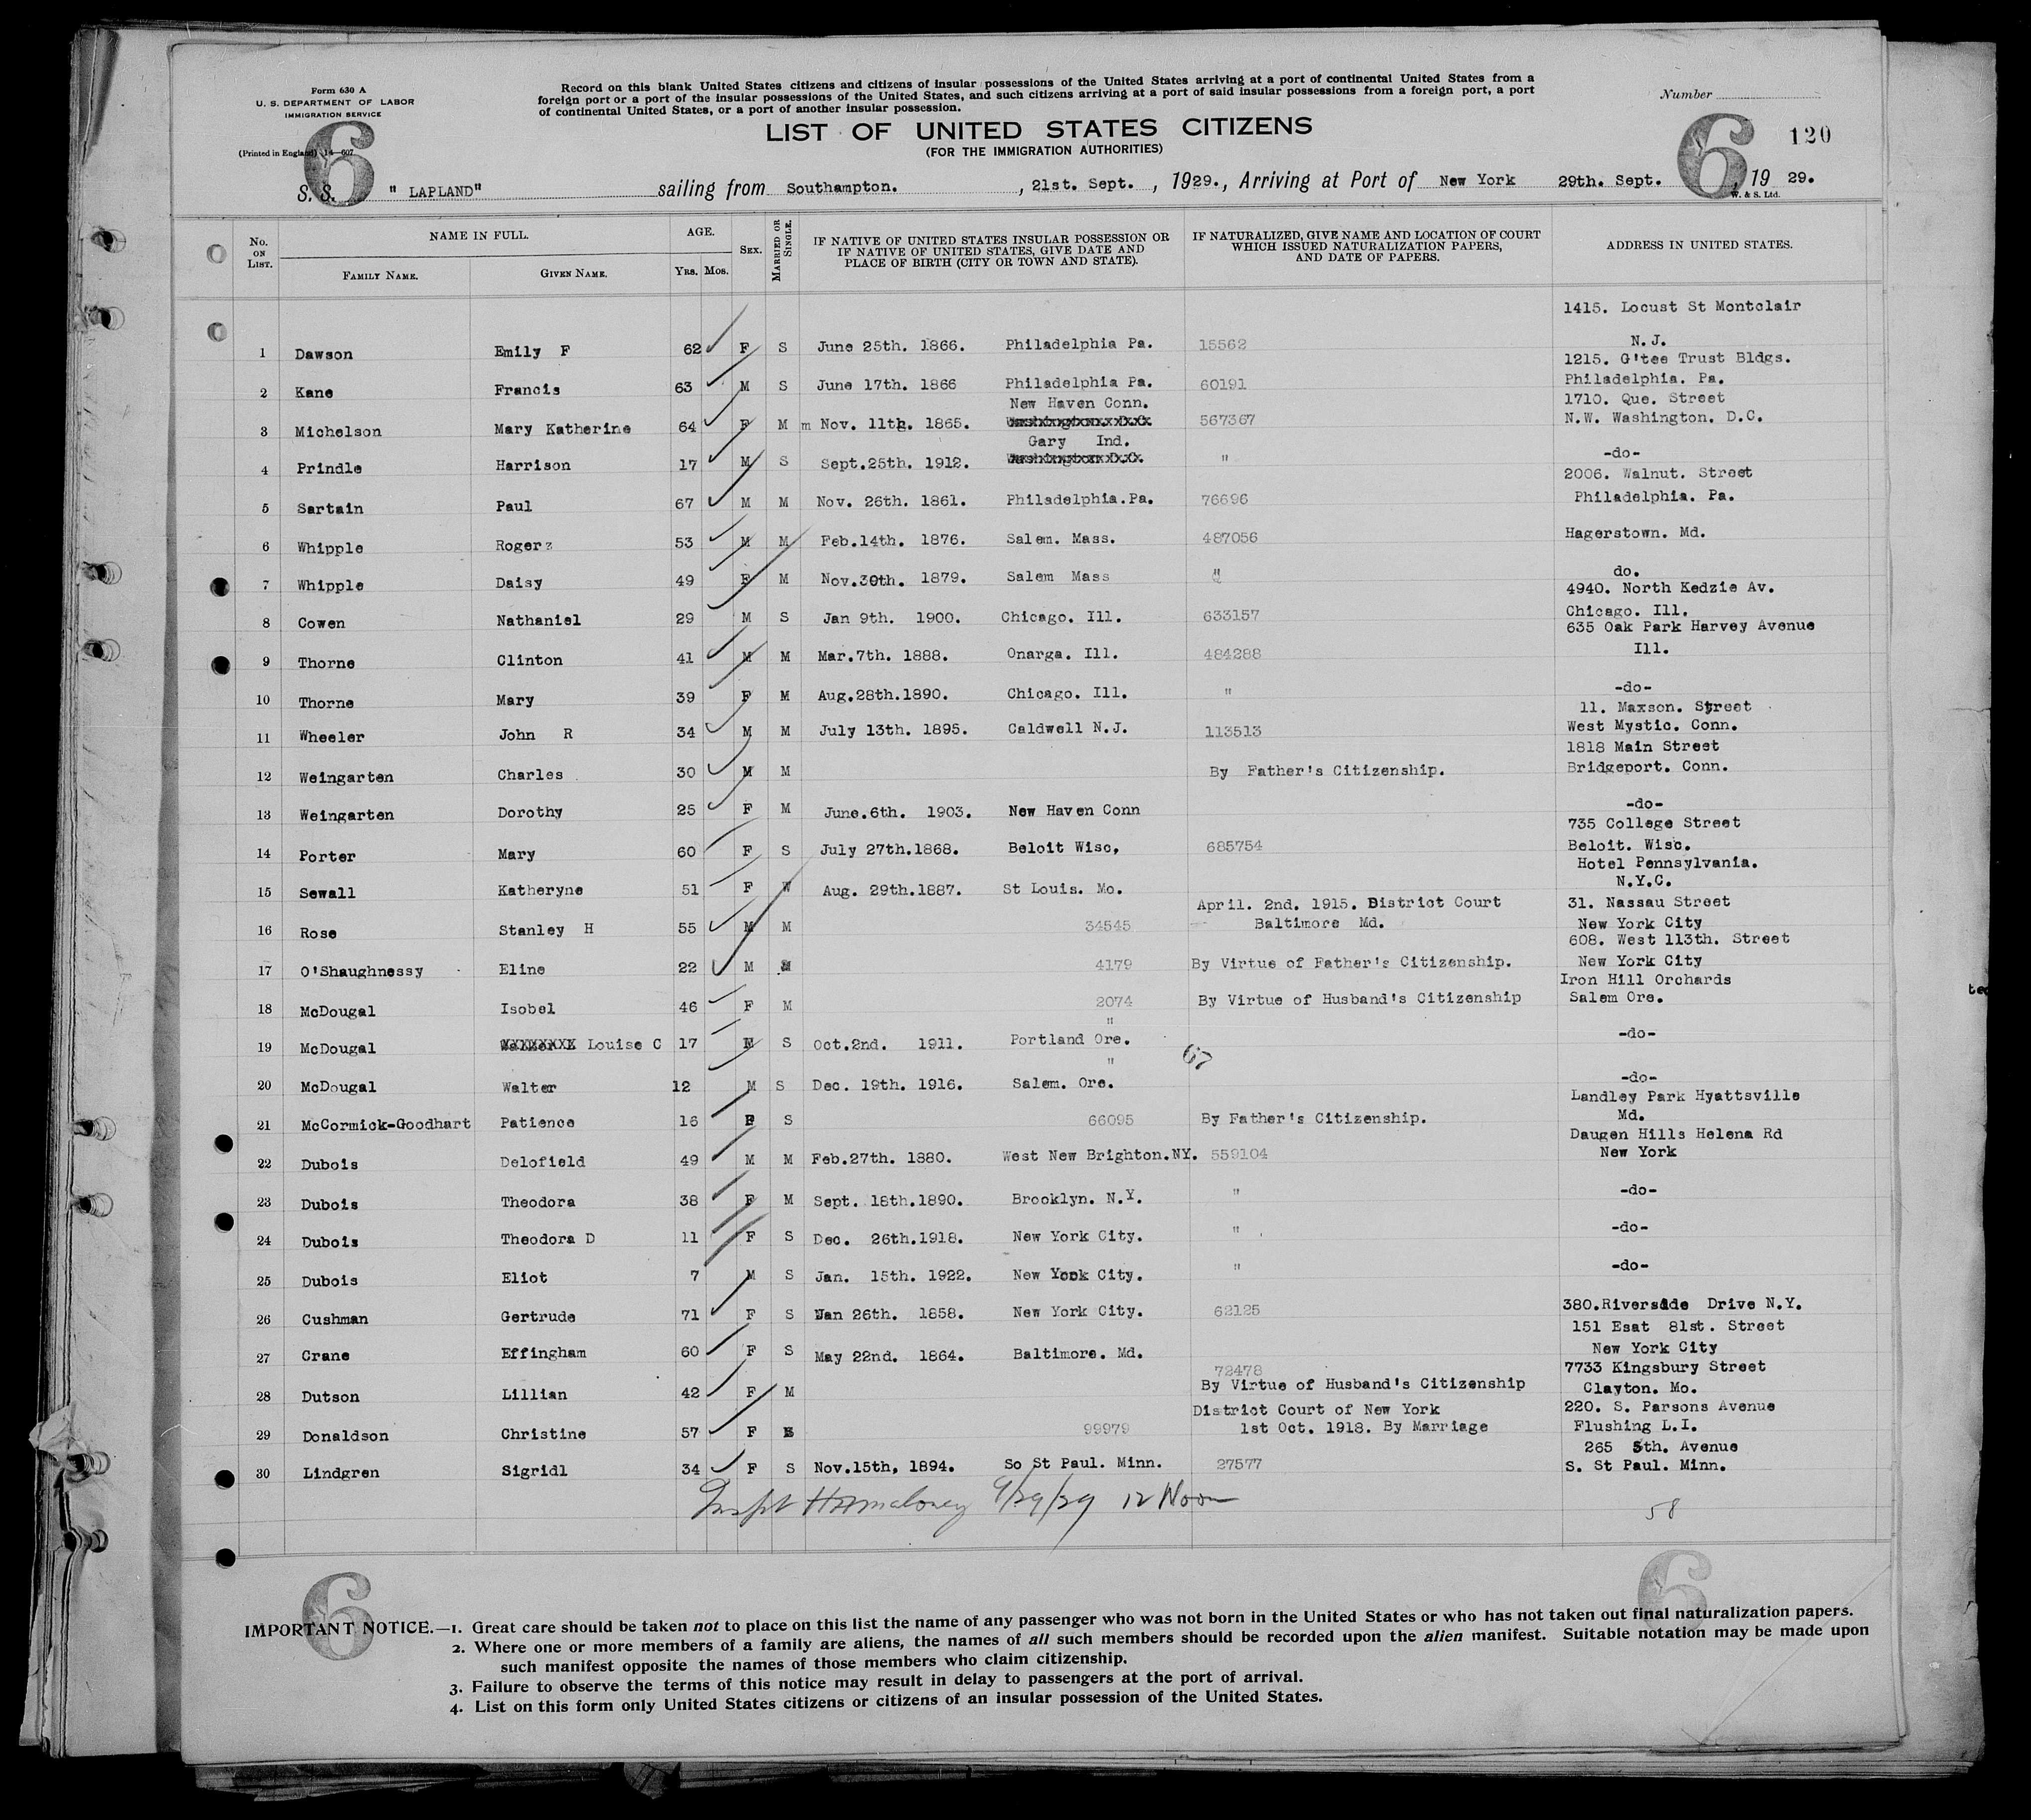 Form 630 A
U. S. DEPARTMENT OF LABOR
IMMIGRATION SERVICE
(Printed in England) 14—607
Record on this blank United States citizens and citizens of insular possessions of the United States arriving at a port of continental United States from a
foreign port or a port of the insular possessions of the United States, and such citizens arriving at a port of said insular possessions from a foreign port, a port
of continental United States, or a port of another insular possession.
Number
6
6
120
LIST OF UNITED STATES CITIZENS
(FOR THE IMMIGRATION AUTHORITIES)
S. S. " LAPLAND" sailing from Southampton. , 21st. Sept. , 1929., Arriving at Port of New York 29th. Sept. , 19 29.
W. & S. Ltd.
No. ON LIST.
NAME IN FULL.
FAMILY NAME. GIVEN NAME.
AGE.
YRS. MOS.
SEX.
MARRIED OR SINGLE.
IF NATIVE OF UNITED STATES INSULAR POSSESSION OR
IF NATIVE OF UNITED STATES, GIVE DATE AND
PLACE OF BIRTH (CITY OR TOWN AND STATE).
IF NATURALIZED, GIVE NAME AND LOCATION OF COURT
WHICH ISSUED NATURALIZATION PAPERS,
AND DATE OF PAPERS.
ADDRESS IN UNITED STATES.
1415. Locust St Montclair
N.J.
1 Dawson Emily F 62 F S June 25th. 1866. Philadelphia Pa. 15562
1215. G'tee Trust Bldgs.
2 Kane Francis 63 M S June 17th. 1866 Philadelphia Pa. 60191 Philadelphia. Pa.
New Haven Conn. 1710. Que. Street
3 Michelson Mary Katherine 64 F M m Nov. 11th. 1865. 567367 N.W. Washington. D.C.
Gary Ind.
4 Prindle Harrison 17 M S Sept.25th. 1912. " -do-
2006. Walnut. Street
5 Sartain Paul 67 M M Nov. 26th. 1861. Philadelphia.Pa. 76696 Philadelphia. Pa.
6 Whipple Rogerz 53 M M Feb.14th. 1876. Salem. Mass. 487056 Hagerstown. Md.
7 Whipple Daisy 49 F M Nov.30th. 1879. Salem Mass " do.
4940. North Kedzie Av.
8 Cowen Nathaniel 29 M S Jan 9th. 1900. Chicago. Ill. 633157 Chicago. Ill.
635 Oak Park Harvey Avenue
9 Thorne Clinton 41 M M Mar.7th. 1888. Onarga. Ill. 484288 Ill.
10 Thorne Mary 39 F M Aug.28th.1890. Chicago. Ill. " -do-
11. Maxson. Street
11 Wheeler John R 34 M M July 13th. 1895. Caldwell N.J. 113513 West Mystic. Conn.
1818 Main Street
12 Weingarten Charles 30 M M By Father's Citizenship. Bridgeport. Conn.
13 Weingarten Dorothy 25 F M June.6th. 1903. New Haven Conn -do-
735 College Street
14 Porter Mary 60 F S July 27th.1868. Beloit Wisc, 685754 Beloit. Wisc.
Hotel Pennsylvania.
15 Sewall Katheryne 51 F W Aug. 29th.1887. St Louis. Mo. N.Y.C.
April. 2nd. 1915. District Court 31. Nassau Street
16 Rose Stanley H 55 M M 34545 Baltimore Md. New York City
608. West 113th. Street
17 O'Shaughnessy Eline 22 M 4179 By Virtue of Father's Citizenship. New York City
Iron Hill Orchards
18 McDougal Isobel 46 F M 2074 By Virtue of Husband's Citizenship Salem Ore.
"
19 McDougal Louise C 17 F S Oct.2nd. 1911. Portland Ore. -do-
"
20 McDougal Walter 12 M S Dec. 19th. 1916. Salem. Ore. -do-
Landley Park Hyattsville
21 McCormick-Goodhart Patience 16 F S 66095 By Father's Citizenship. Md.
Daugen Hills Helena Rd
22 Dubois Delofield 49 M M Feb.27th. 1880. West New Brighton.NY. 559104 New York
23 Dubois Theodora 38 F M Sept. 18th.1890. Brooklyn. N.Y. " -do-
24 Dubois Theodora D 11 F S Dec. 26th.1918. New York City. " -do-
25 Dubois Eliot 7 M S Jan. 15th. 1922. New York City. " -do-
26 Cushman Gertrude 71 F S Jan 26th. 1858. New York City. 62125 380.Riverside Drive N.Y.
151 Esat 81st. Street
27 Crane Effingham 60 F S May 22nd. 1864. Baltimore. Md. New York City
72478 7733 Kingsbury Street
28 Dutson Lillian 42 F M By Virtue of Husband's Citizenship Clayton. Mo.
District Court of New York 220. S. Parsons Avenue
29 Donaldson Christine 57 F 99979 1st Oct. 1918. By Marriage Flushing L.I.
265 5th. Avenue
30 Lindgren Sigridl 34 F S Nov.15th, 1894. So St Paul. Minn. 27577 S. St Paul. Minn.
9/29/29 12 Noon
58
6
6
IMPORTANT NOTICE.—1. Great care should be taken not to place on this list the name of any passenger who was not born in the United States or who has not taken out final naturalization papers.
2. Where one or more members of a family are aliens, the names of all such members should be recorded upon the alien manifest. Suitable notation may be made upon
such manifest opposite the names of those members who claim citizenship.
3. Failure to observe the terms of this notice may result in delay to passengers at the port of arrival.
4. List on this form only United States citizens or citizens of an insular possession of the United States.